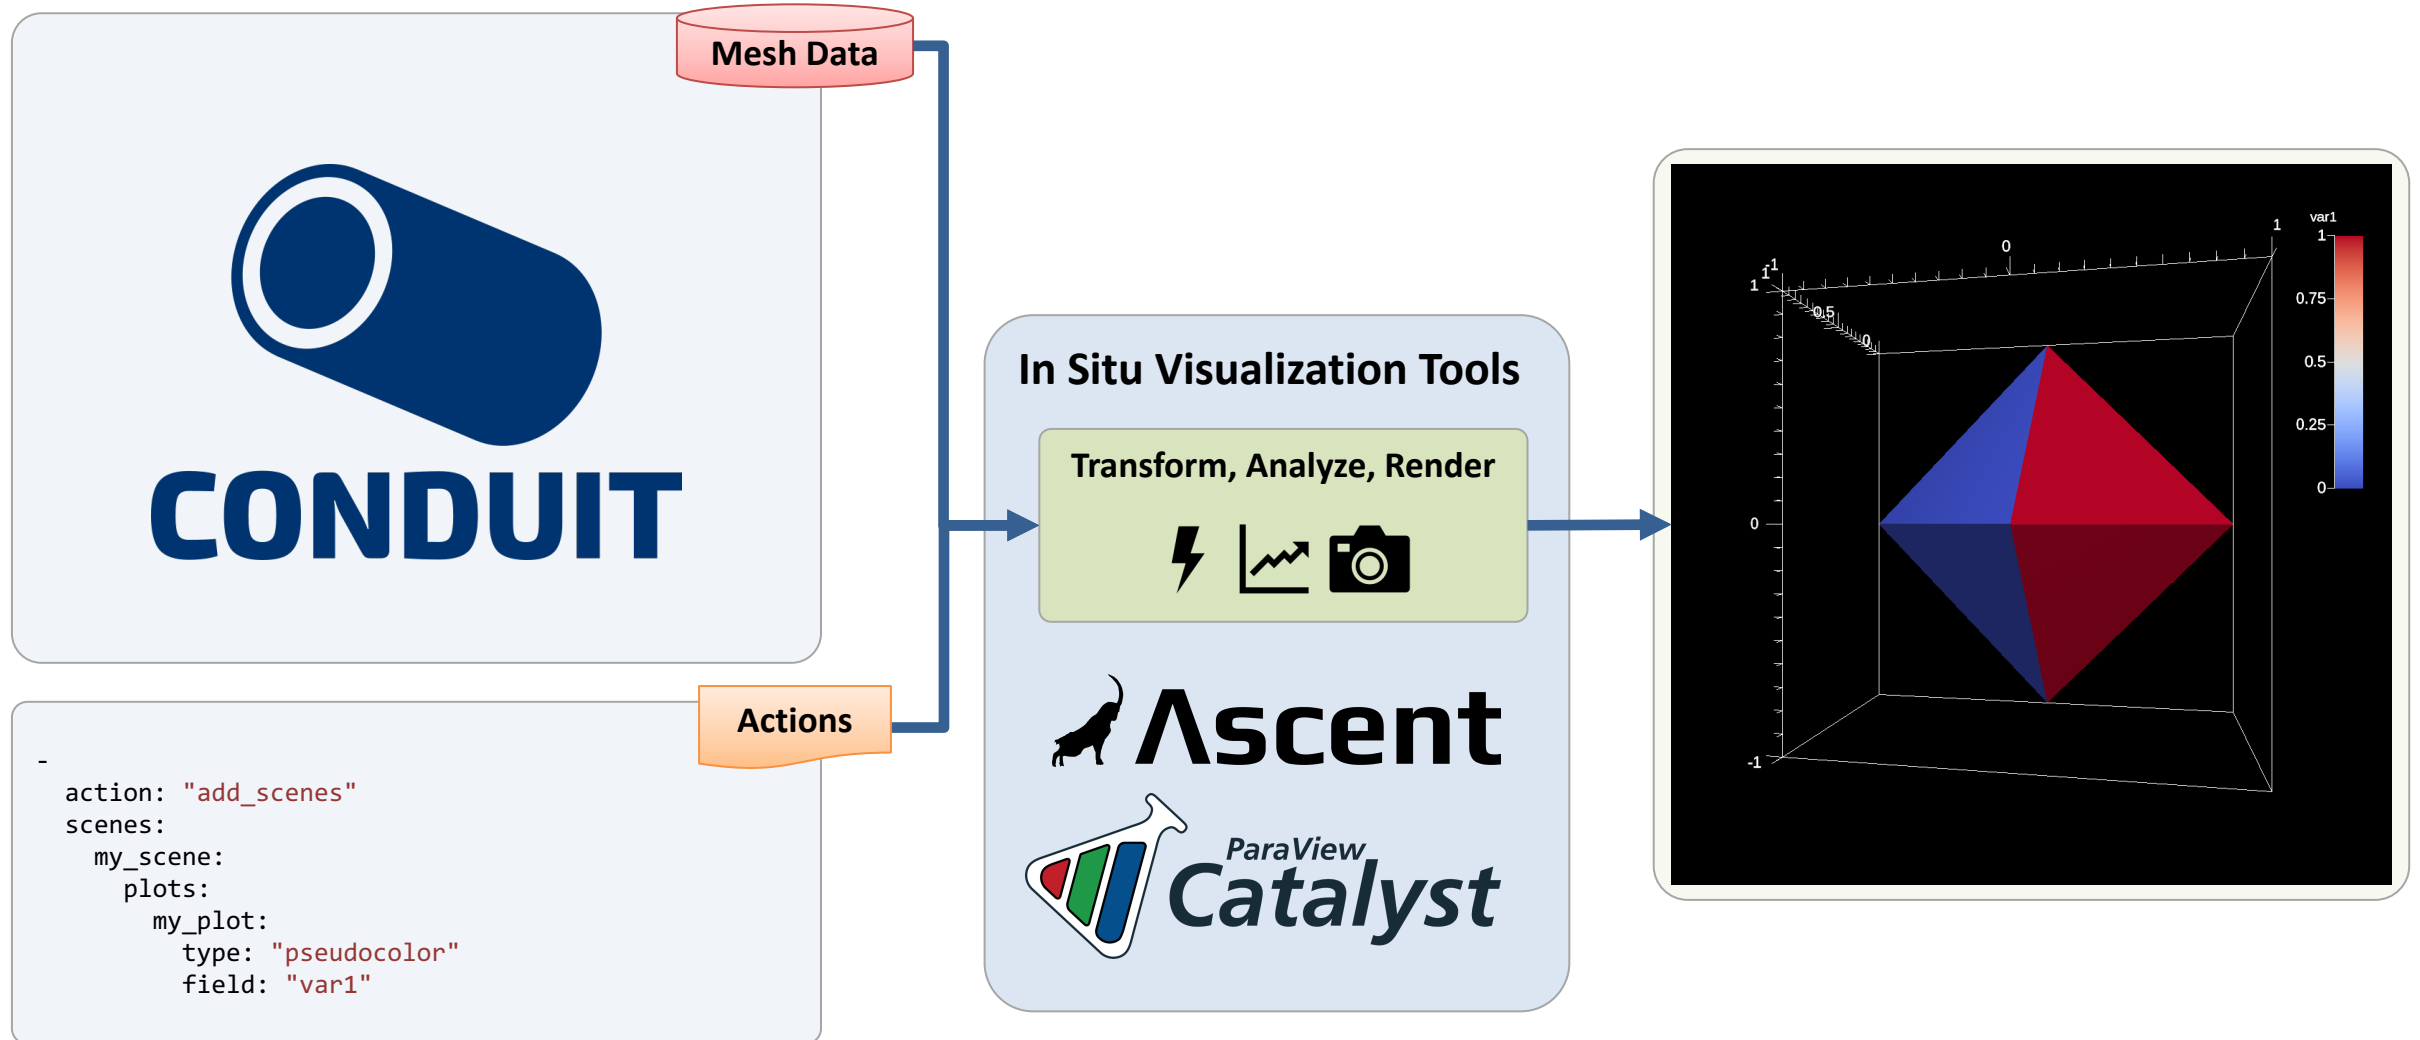 Mesh Data
CONDUIT
Actions
-
action: "add_scenes"
scenes:
my_scene:
plots:
my_plot:
type: "pseudocolor"
field: "var1"
In Situ Visualization Tools
Transform, Analyze, Render
Ascent
ParaView
Catalyst
var1
1
0.75
0.5
0.25
0
-1
0
1
1
0.5
0
1
0
-1